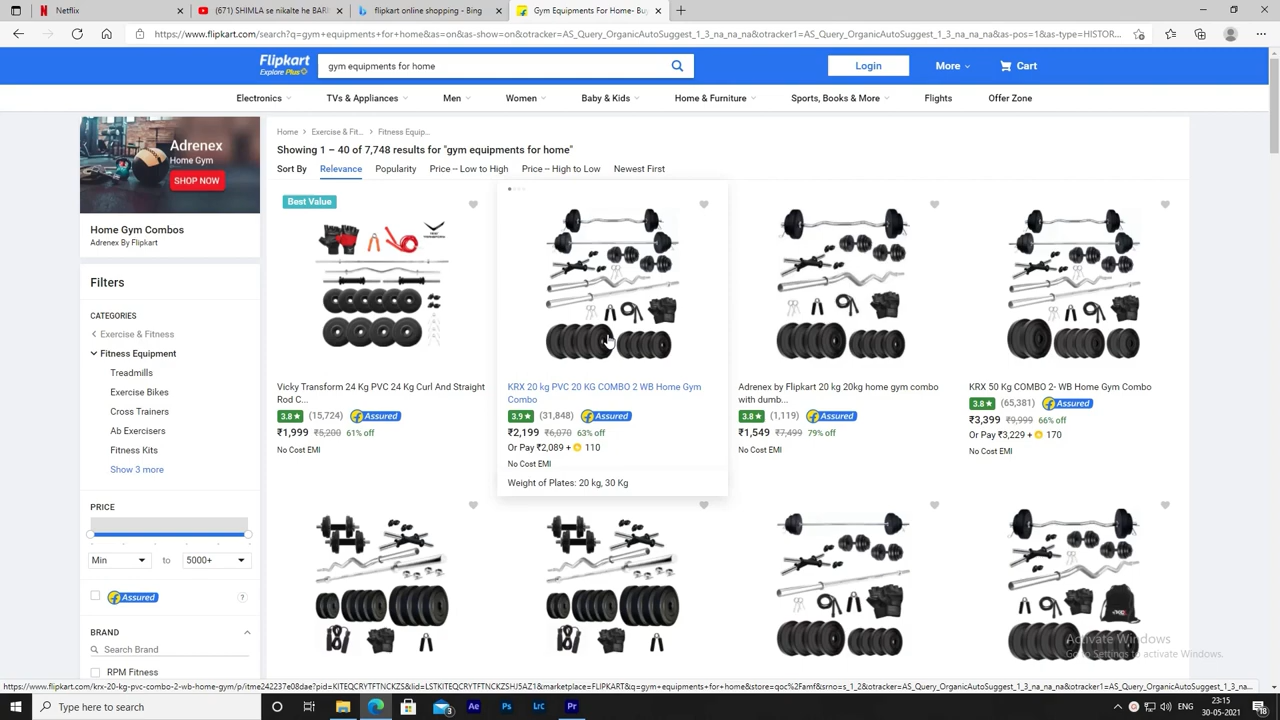 Netflix
(671) SHIMLA se nikalte he BAR
flipkart online shopping - Bing
Gym Equipments For Home- Buy
https://www.flipkart.com/search?q=gym+equipments+for+home&as=on&as-show=on&otracker=AS_Query_OrganicAutoSuggest_1_3_na_na_na&otracker1=AS_Query_OrganicAutoSuggest_1_3_na_na_na&as-pos=1&as-type=HISTOR...
Flipkart
Explore Plus
gym equipments for home
Login
More
Cart
Electronics
TVs & Appliances
Men
Women
Baby & Kids
Home & Furniture
Sports, Books & More
Flights
Offer Zone
Adrenex
Home Gym
SHOP NOW
Home Gym Combos
Adrenex By Flipkart
Filters
CATEGORIES
Exercise & Fitness
Fitness Equipment
Treadmills
Exercise Bikes
Cross Trainers
Ab Exercisers
Fitness Kits
Show 3 more
PRICE
Min
to
5000+
Assured
?
BRAND
Search Brand
RPM Fitness
Home
Exercise & Fit...
Fitness Equip...
Showing 1 – 40 of 7,748 results for "gym equipments for home"
Sort By
Relevance
Popularity
Price -- Low to High
Price -- High to Low
Newest First
Best Value
Vicky Transform 24 Kg PVC 24 Kg Curl And Straight
Rod C...
3.8 ★ (15,724) Assured
₹1,999 ₹5,200 61% off
No Cost EMI
KRX 20 kg PVC 20 KG COMBO 2 WB Home Gym
Combo
3.9 ★ (31,848) Assured
₹2,199 ₹6,070 63% off
Or Pay ₹2,089 + 110
No Cost EMI
Weight of Plates: 20 kg, 30 Kg
Adrenex by Flipkart 20 kg 20kg home gym combo
with dumb...
3.8 ★ (1,119) Assured
₹1,549 ₹7,499 79% off
No Cost EMI
KRX 50 Kg COMBO 2- WB Home Gym Combo
3.8 ★ (65,381) Assured
₹3,399 ₹9,999 66% off
Or Pay ₹3,229 + 170
No Cost EMI
Activate Windows
Go to Settings to activate Windows.
Type here to search
3
Ae
Ps
Lrc
Pr
ENG
23:15
30-05-2021